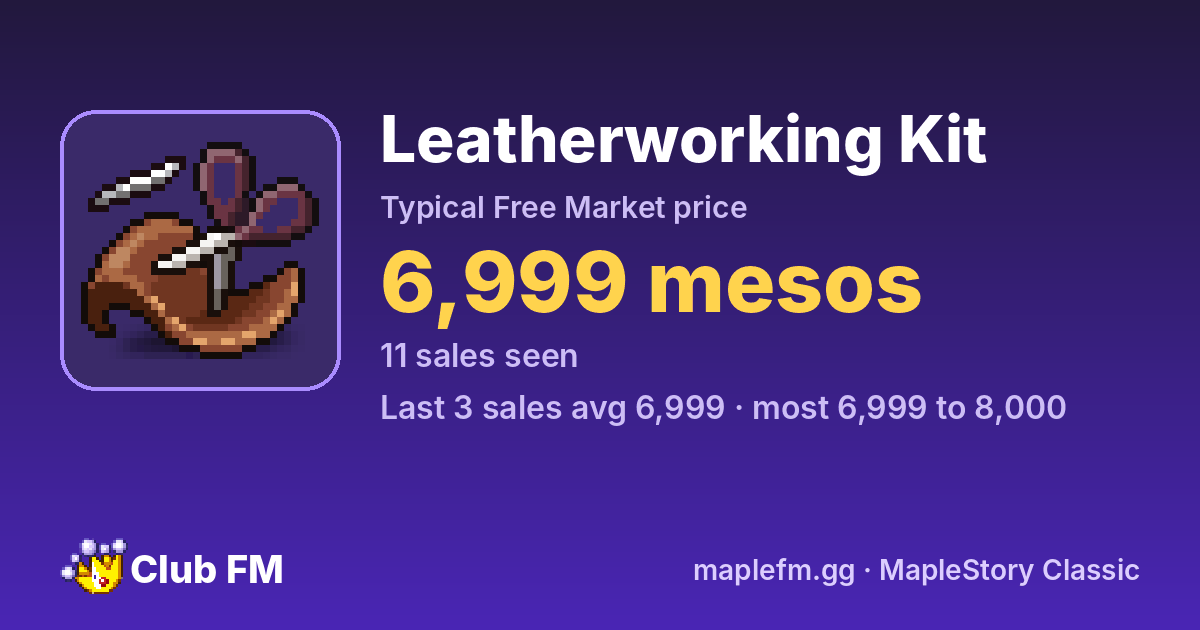 Leatherworking Kit
Typical Free Market price
6,999 mesos
11 sales seen
Last 3 sales avg 6,999 · most 6,999 to 8,000
Club FM
maplefm.gg · MapleStory Classic